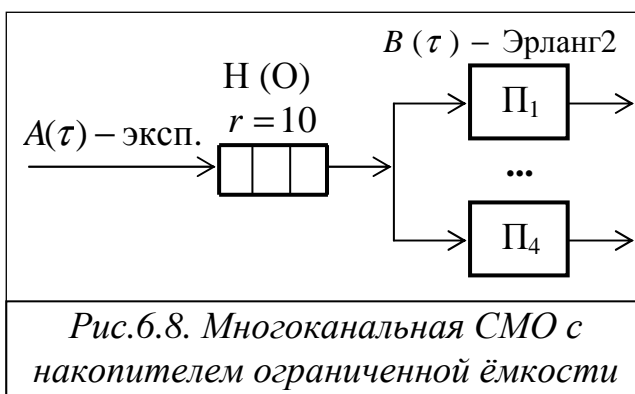 B (τ) – Эрланг2
Н (О)
r = 10
A(τ) – эксп.
П₁
...
П₄
Рис.6.8. Многоканальная СМО с
накопителем ограниченной ёмкости